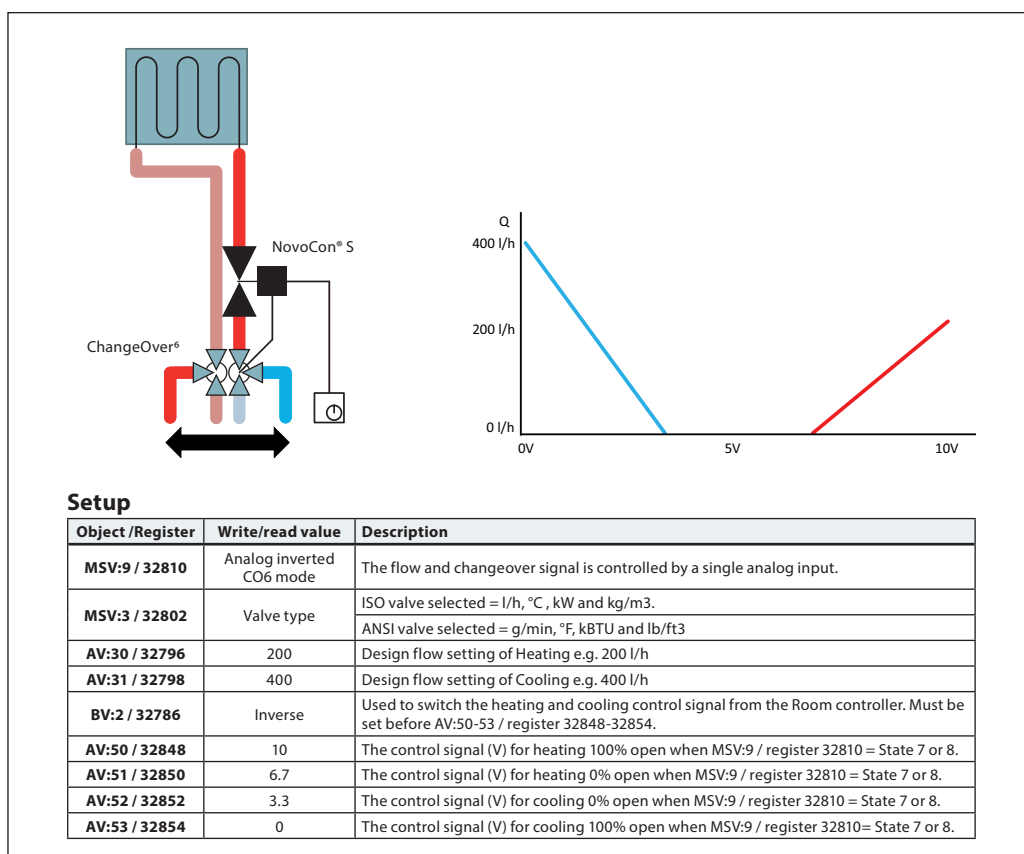 NovoCon® S
ChangeOver⁶
Q
400 l/h
200 l/h
0 l/h
0V
5V
10V
Setup
Object /Register Write/read value Description
MSV:9 / 32810 Analog inverted CO6 mode The flow and changeover signal is controlled by a single analog input.
MSV:3 / 32802 Valve type ISO valve selected = l/h, °C , kW and kg/m3.
ANSI valve selected = g/min, °F, kBTU and lb/ft3
AV:30 / 32796 200 Design flow setting of Heating e.g. 200 l/h
AV:31 / 32798 400 Design flow setting of Cooling e.g. 400 l/h
BV:2 / 32786 Inverse Used to switch the heating and cooling control signal from the Room controller. Must be
set before AV:50-53 / register 32848-32854.
AV:50 / 32848 10 The control signal (V) for heating 100% open when MSV:9 / register 32810 = State 7 or 8.
AV:51 / 32850 6.7 The control signal (V) for heating 0% open when MSV:9 / register 32810 = State 7 or 8.
AV:52 / 32852 3.3 The control signal (V) for cooling 0% open when MSV:9 / register 32810 = State 7 or 8.
AV:53 / 32854 0 The control signal (V) for cooling 100% open when MSV:9 / register 32810= State 7 or 8.